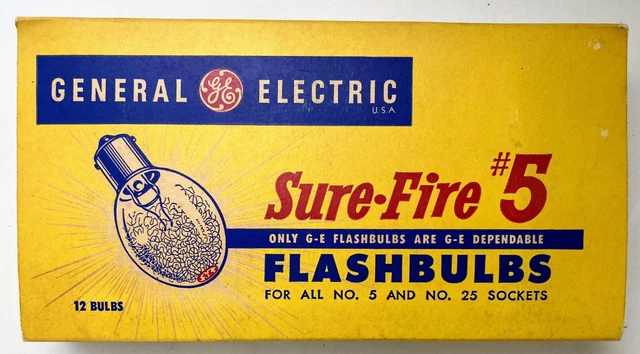 GENERAL GE ELECTRIC
U.S.A.
Sure-Fire #5
ONLY G-E FLASHBULBS ARE G-E DEPENDABLE
FLASHBULBS
FOR ALL NO. 5 AND NO. 25 SOCKETS
12 BULBS